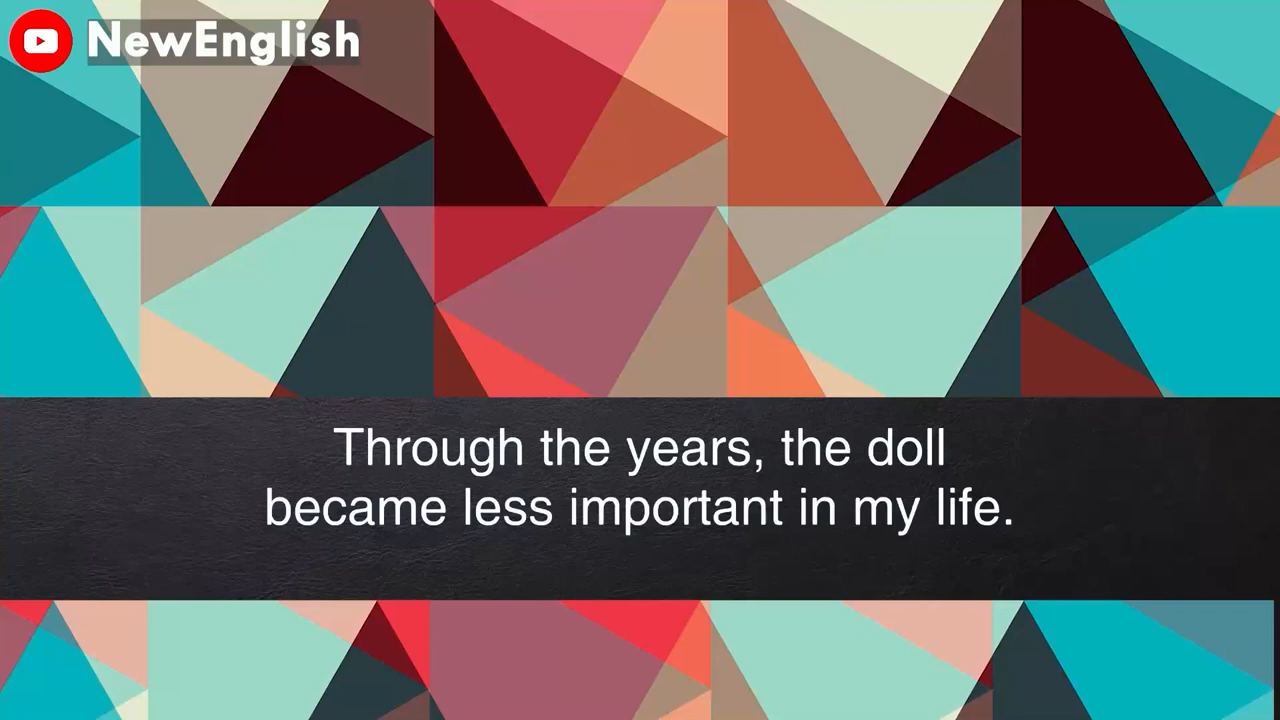 NewEnglish
Through the years, the doll
became less important in my life.